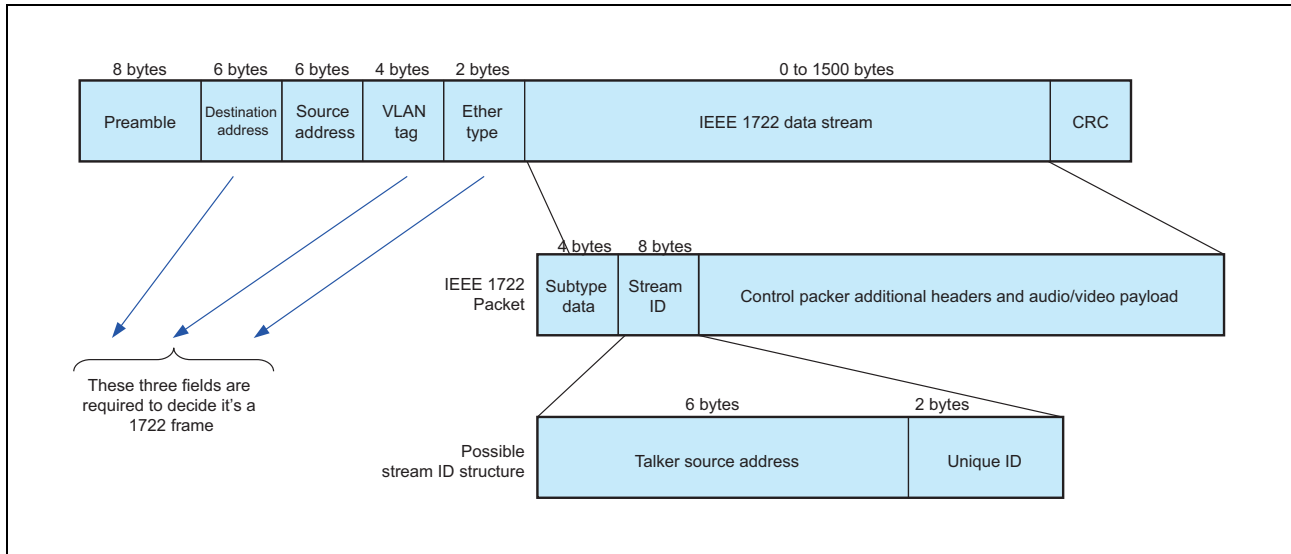 8 bytes 6 bytes 6 bytes 4 bytes 2 bytes 0 to 1500 bytes
Preamble
Destination
address
Source
address
VLAN
tag
Ether
type
IEEE 1722 data stream
CRC
4 bytes 8 bytes
IEEE 1722
Packet
Subtype
data
Stream
ID
Control packer additional headers and audio/video payload
These three fields are
required to decide it's a
1722 frame
6 bytes 2 bytes
Possible
stream ID structure
Talker source address
Unique ID